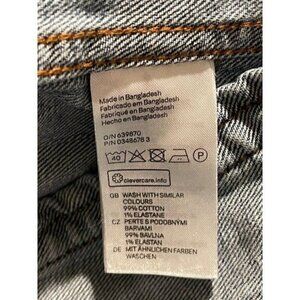 Made in Bangladesh
Fabricado em Bangladesh
Fabriqué en Bangladesh
Hecho en Bangladesh
O/N 639870
P/N 0348678 3
40
P
clevercare.info
GB WASH WITH SIMILAR
COLOURS
99% COTTON
1% ELASTANE
CZ PERTE S PODOBNÝMI
BARVAMI
99% BAVLNA
1% ELASTAN
DE MIT ÄHNLICHEN FARBEN
WASCHEN